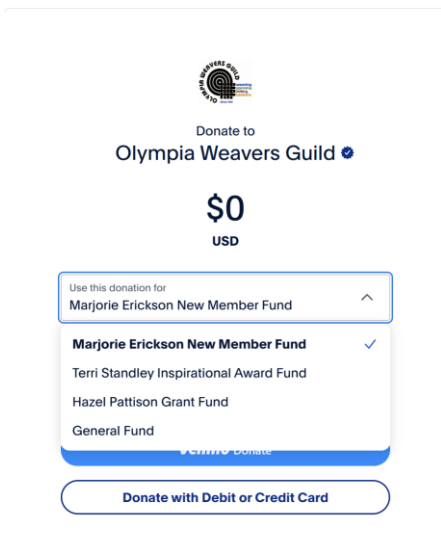 OLYMPIA WEAVERS GUILD
Donate to
Olympia Weavers Guild
$0
USD
Use this donation for
Marjorie Erickson New Member Fund
Marjorie Erickson New Member Fund
Terri Standley Inspirational Award Fund
Hazel Pattison Grant Fund
General Fund
venmo Donate
Donate with Debit or Credit Card